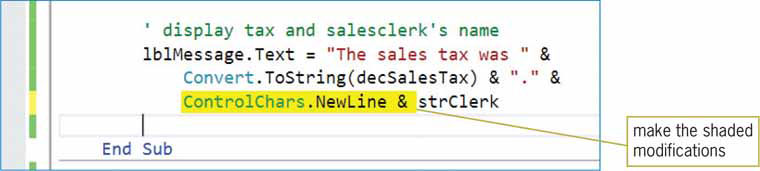 ' display tax and salesclerk's name
lblMessage.Text = "The sales tax was " &
Convert.ToString(decSalesTax) & "." &
ControlChars.NewLine & strClerk
make the shaded
modifications
End Sub